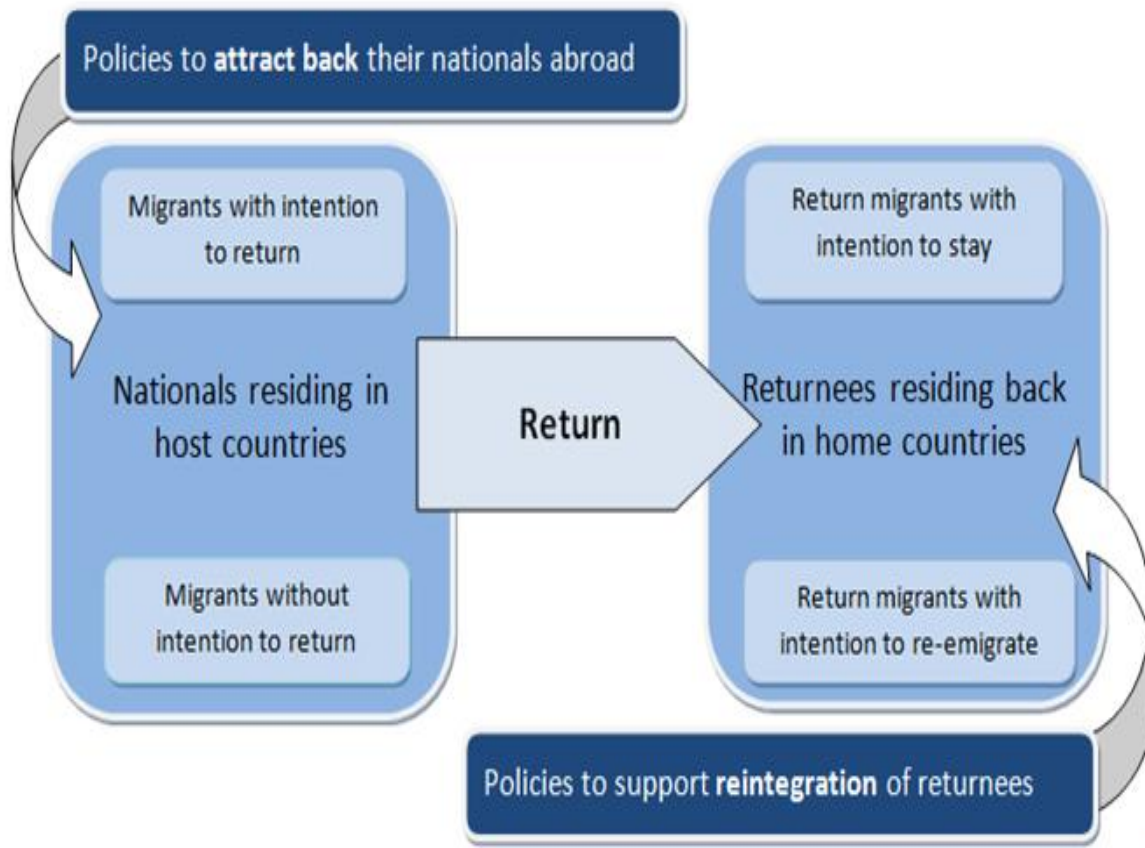 Policies to attract back their nationals abroad
Migrants with intention
to return
Nationals residing in
host countries
Migrants without
intention to return
Return
Return migrants with
intention to stay
Returnees residing back
in home countries
Return migrants with
intention to re-emigrate
Policies to support reintegration of returnees